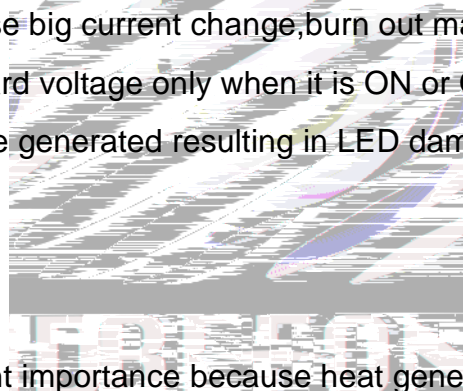 se big current change,burn out ma
rd voltage only when it is ON or
e generated resulting in LED dam
nt importance because heat gene